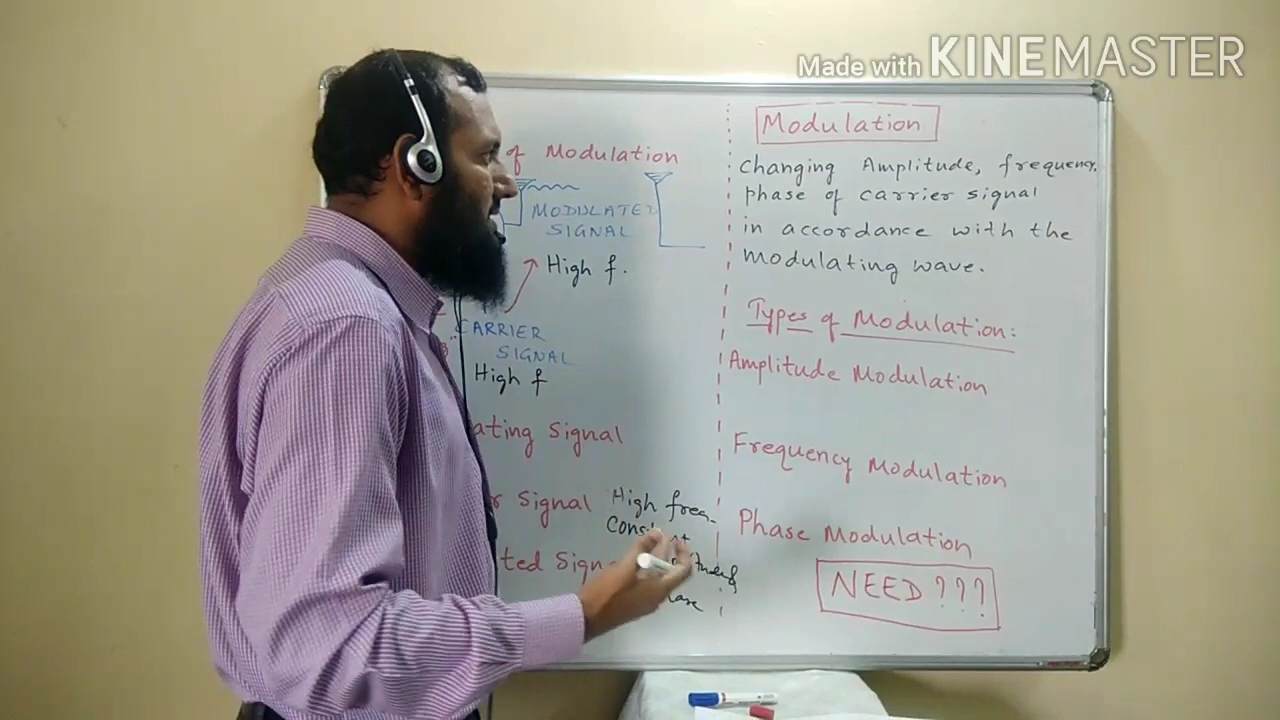 Made with KINEMASTER
of Modulation
MODULATED
SIGNAL
High f.
CARRIER
SIGNAL
High f
ating Signal
r Signal High freq.
Signa
Modulation
Changing Amplitude, frequency,
phase of carrier signal
in accordance with the
Modulating wave.
Types of Modulation:
Amplitude Modulation
Frequency Modulation
Phase Modulation
NEED ???